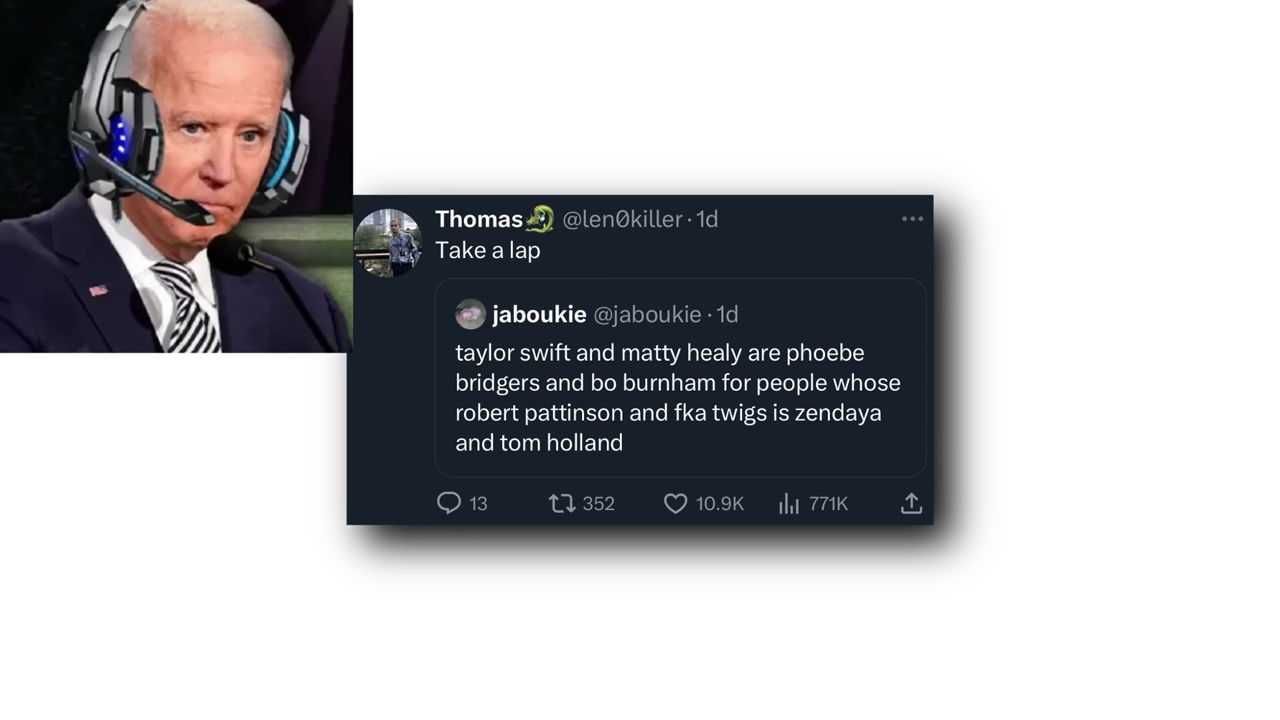 Thomas🐉 @len0killer · 1d
Take a lap
jaboukie @jaboukie · 1d
taylor swift and matty healy are phoebe
bridgers and bo burnham for people whose
robert pattinson and fka twigs is zendaya
and tom holland
13 352 10.9K 771K